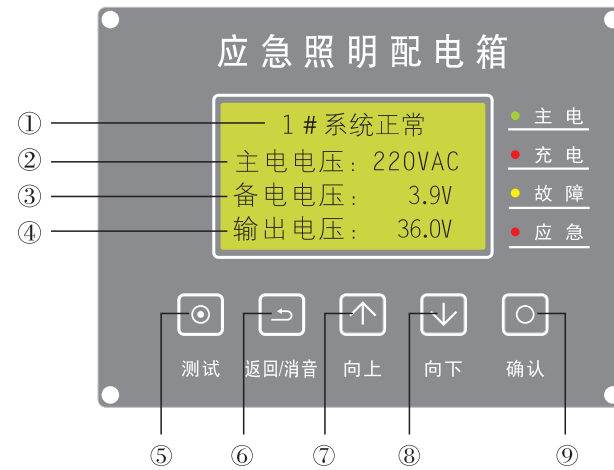 应急照明配电箱
① 1#系统正常
② 主电电压：220VAC
③ 备电电压：3.9V
④ 输出电压：36.0V
主电
充电
故障
应急
测试 返回/消音 向上 向下 确认
⑤ ⑥ ⑦ ⑧ ⑨